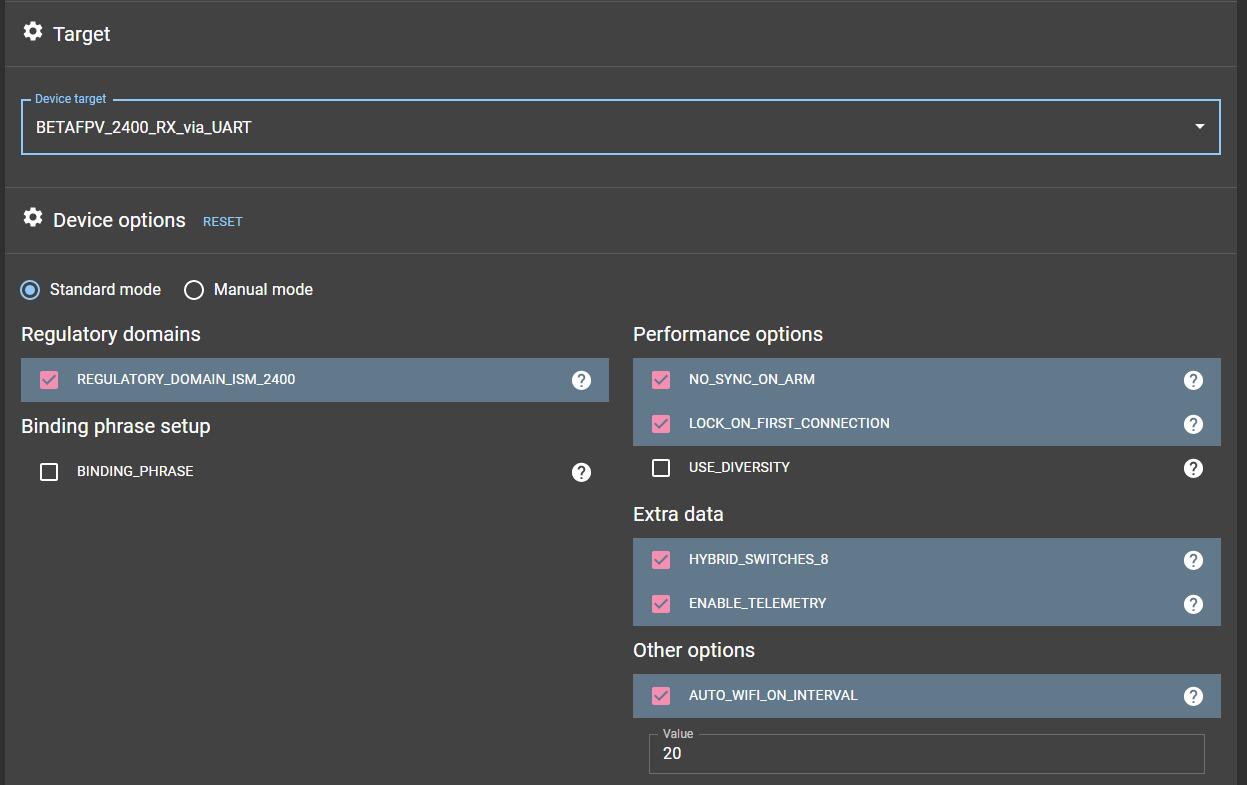 Target
Device target
BETAFPV_2400_RX_via_UART
Device options RESET
Standard mode Manual mode
Regulatory domains
REGULATORY_DOMAIN_ISM_2400
Binding phrase setup
BINDING_PHRASE
Performance options
NO_SYNC_ON_ARM
LOCK_ON_FIRST_CONNECTION
USE_DIVERSITY
Extra data
HYBRID_SWITCHES_8
ENABLE_TELEMETRY
Other options
AUTO_WIFI_ON_INTERVAL
Value
20